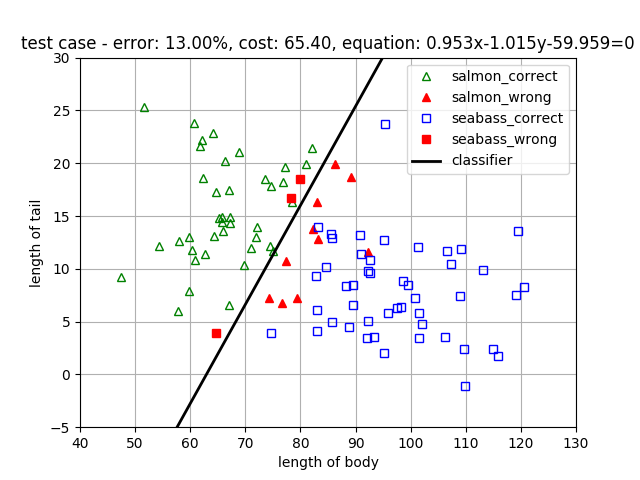 test case - error: 13.00%, cost: 65.40, equation: 0.953x-1.015y-59.959=0
30
25
20
15
10
5
0
−5
length of tail
salmon_correct
salmon_wrong
seabass_correct
seabass_wrong
classifier
40 50 60 70 80 90 100 110 120 130
length of body